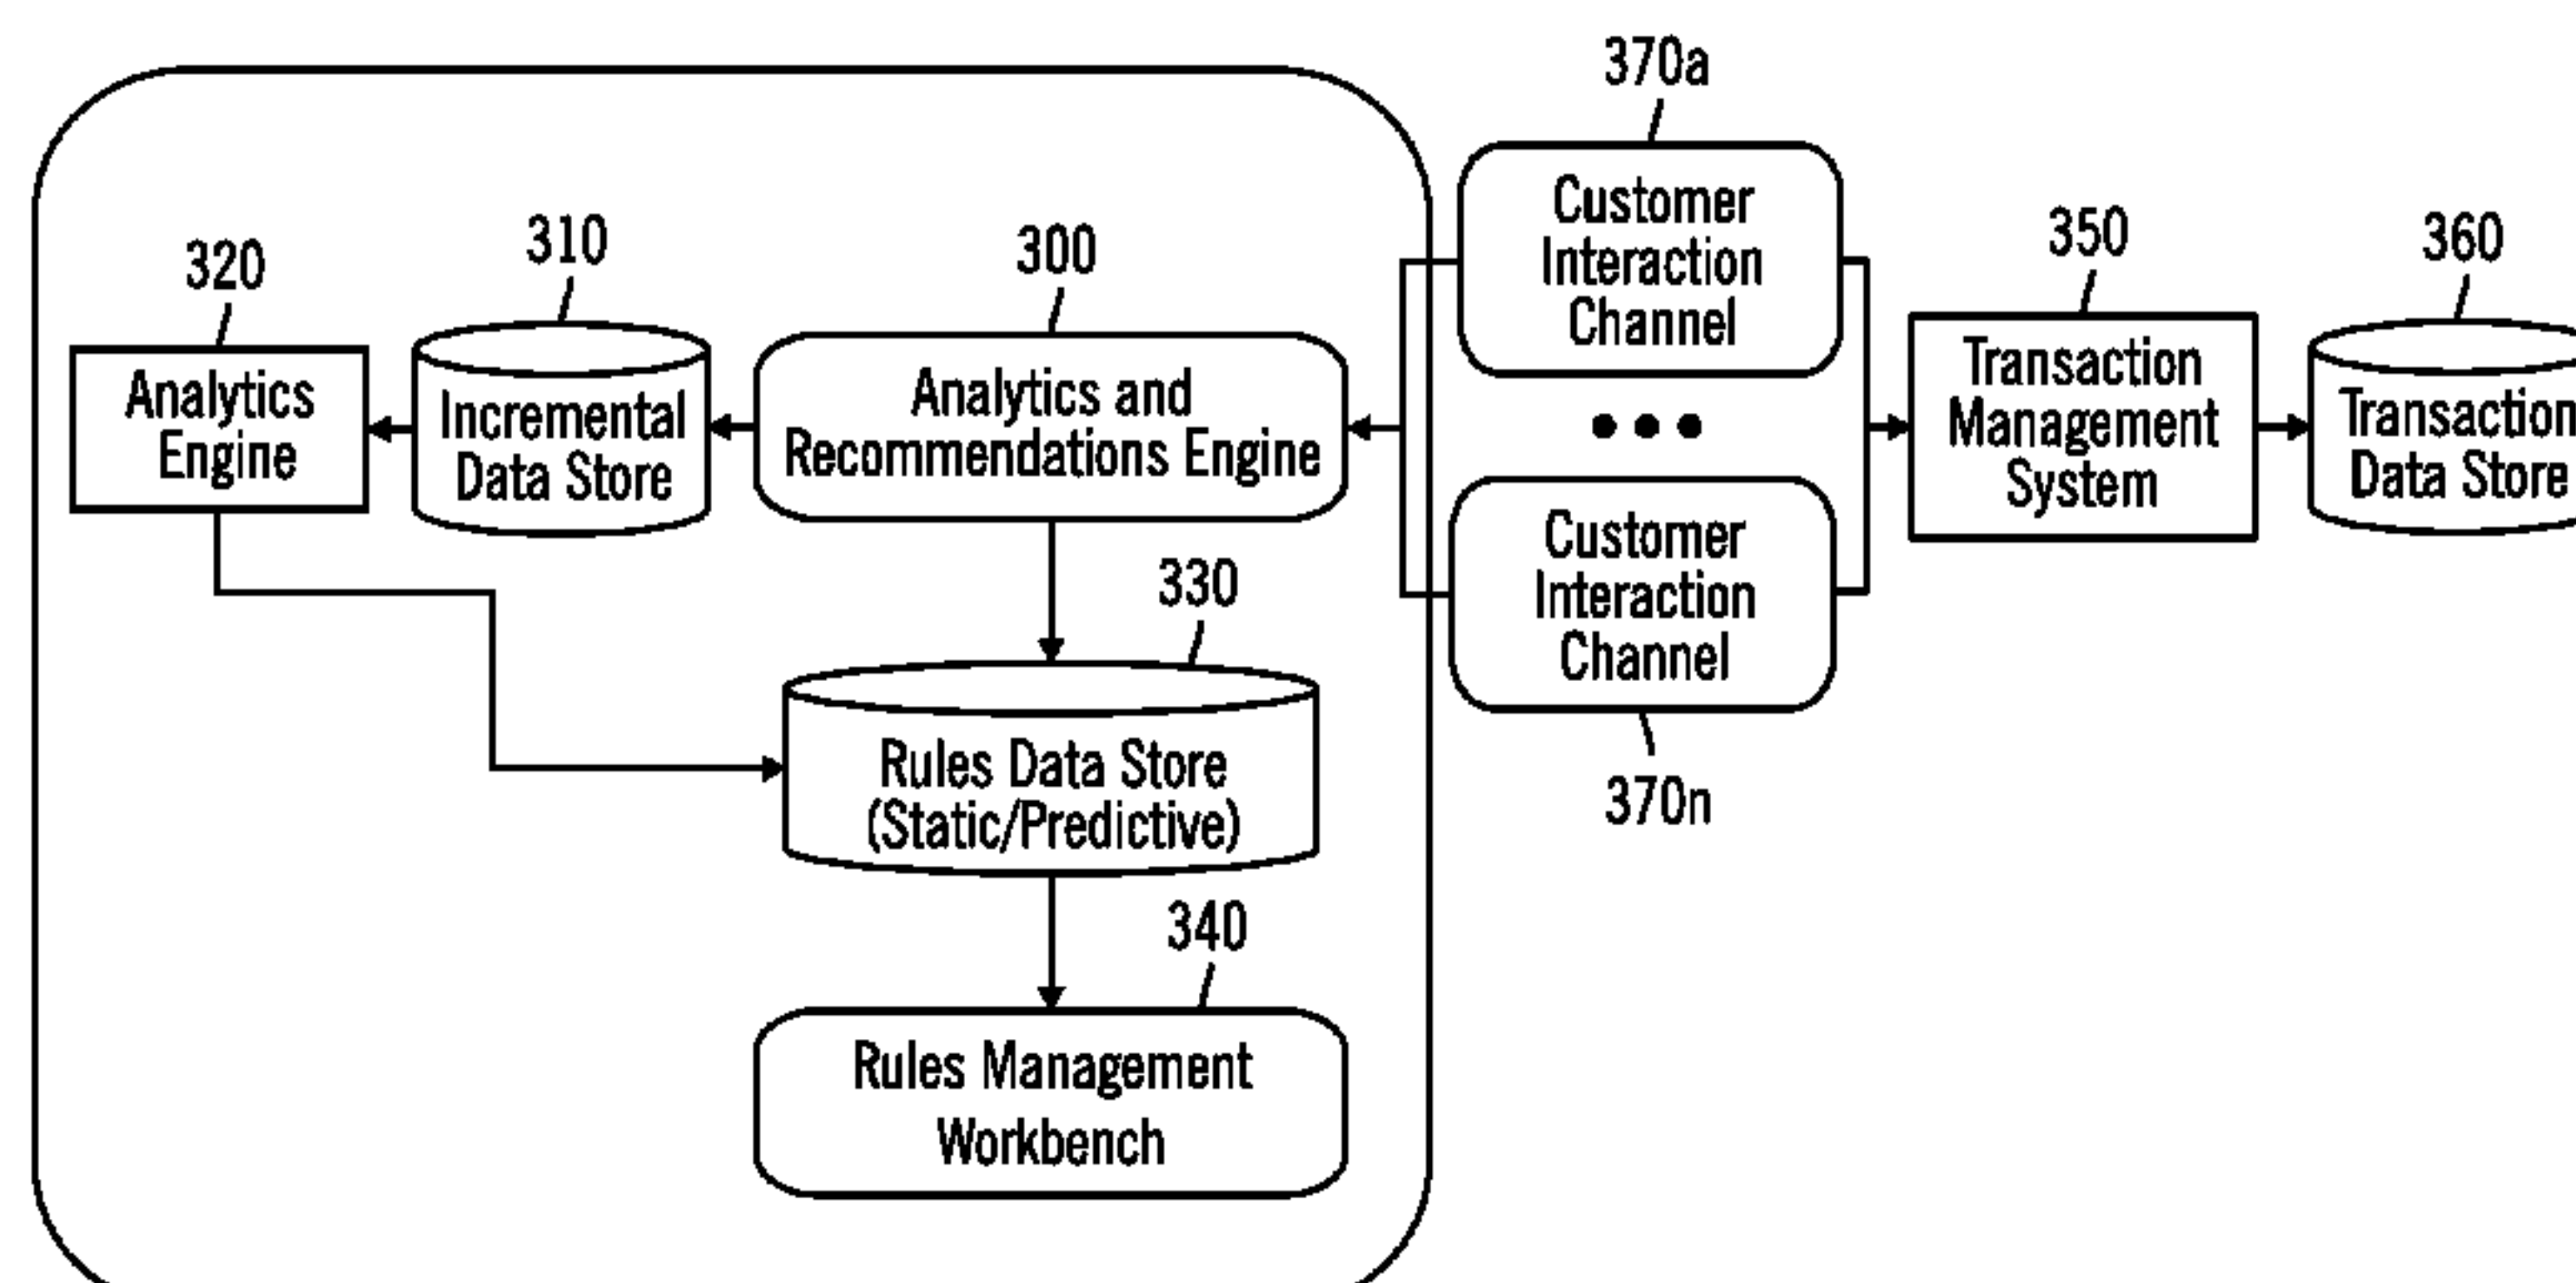 370a
Customer
Interaction
Channel
350
360
320
310
300
Analytics
Engine
Incremental
Data Store
Analytics and
Recommendations Engine
Transaction
Management
System
Transaction
Data Store
Customer
Interaction
Channel
370n
330
Rules Data Store
(Static/Predictive)
340
Rules Management
Workbench